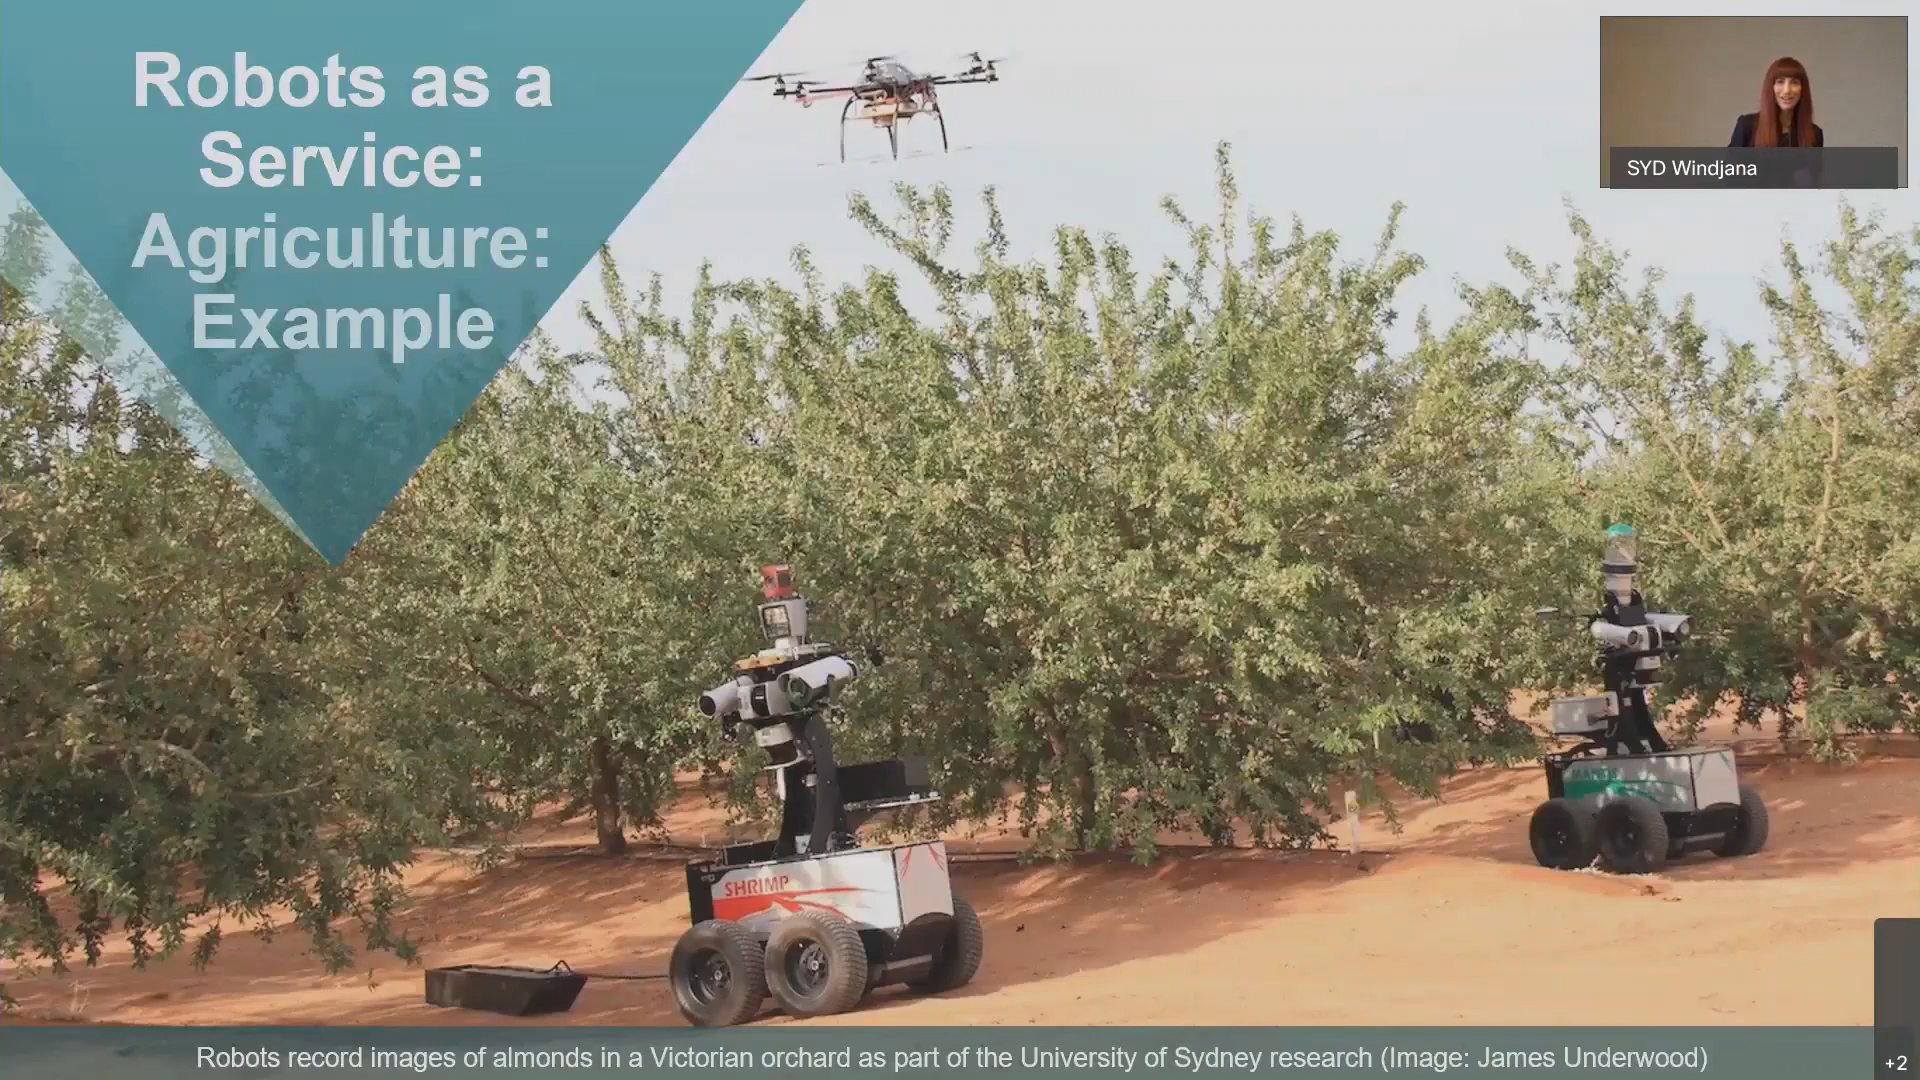 Robots as a
Service:
Agriculture:
Example
SYD Windjana
SHRIMP
Robots record images of almonds in a Victorian orchard as part of the University of Sydney research (Image: James Underwood)
+2